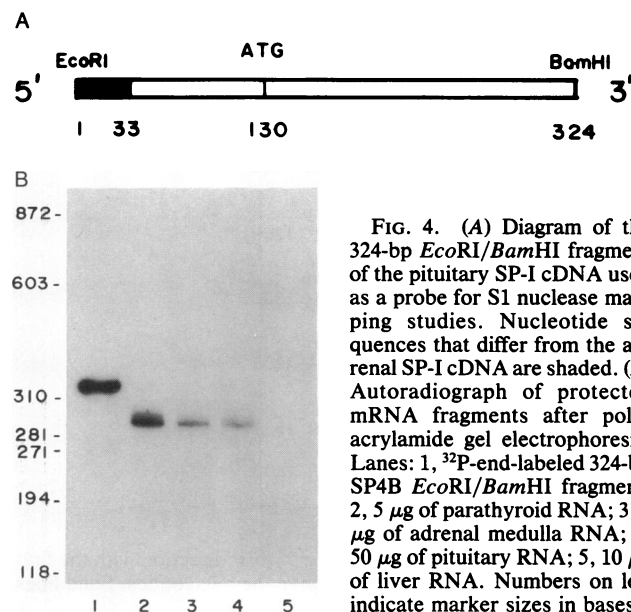 A
EcoRI ATG BamHI
5' 3'
1 33 130 324
B
872 -
603 -
310 -
281 -
271 -
194 -
118 -
1 2 3 4 5
FIG. 4. (A) Diagram of th
324-bp EcoRI/BamHI fragmen
of the pituitary SP-I cDNA use
as a probe for S1 nuclease ma
ping studies. Nucleotide s
quences that differ from the a
renal SP-I cDNA are shaded. (
Autoradiograph of protecte
mRNA fragments after pol
acrylamide gel electrophoresi
Lanes: 1, ³²P-end-labeled 324-b
SP4B EcoRI/BamHI fragmen
2, 5 μg of parathyroid RNA; 3
μg of adrenal medulla RNA;
50 μg of pituitary RNA; 5, 10 μ
of liver RNA. Numbers on le
indicate marker sizes in bases